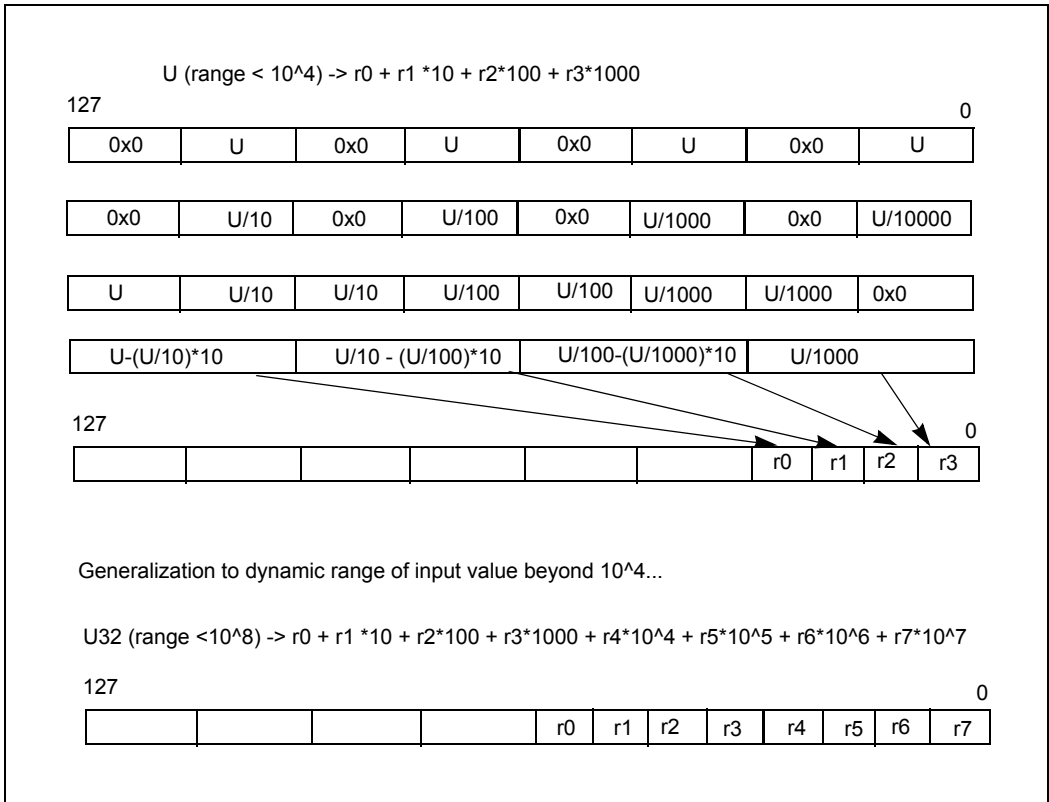 U (range < 10^4) -> r0 + r1 *10 + r2*100 + r3*1000
127 0
0x0 U 0x0 U 0x0 U 0x0 U
0x0 U/10 0x0 U/100 0x0 U/1000 0x0 U/10000
U U/10 U/10 U/100 U/100 U/1000 U/1000 0x0
U-(U/10)*10 U/10 - (U/100)*10 U/100-(U/1000)*10 U/1000
127 0
r0 r1 r2 r3
Generalization to dynamic range of input value beyond 10^4...
U32 (range <10^8) -> r0 + r1 *10 + r2*100 + r3*1000 + r4*10^4 + r5*10^5 + r6*10^6 + r7*10^7
127 0
r0 r1 r2 r3 r4 r5 r6 r7